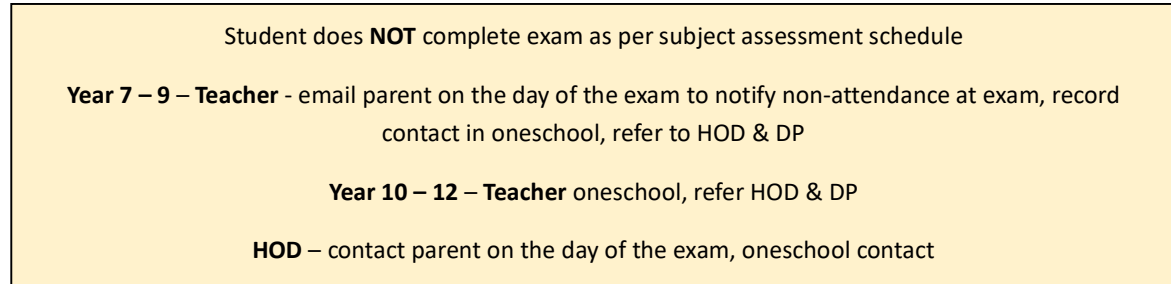 Student does NOT complete exam as per subject assessment schedule
Year 7 – 9 – Teacher - email parent on the day of the exam to notify non-attendance at exam, record
contact in oneschool, refer to HOD & DP
Year 10 – 12 – Teacher oneschool, refer HOD & DP
HOD – contact parent on the day of the exam, oneschool contact